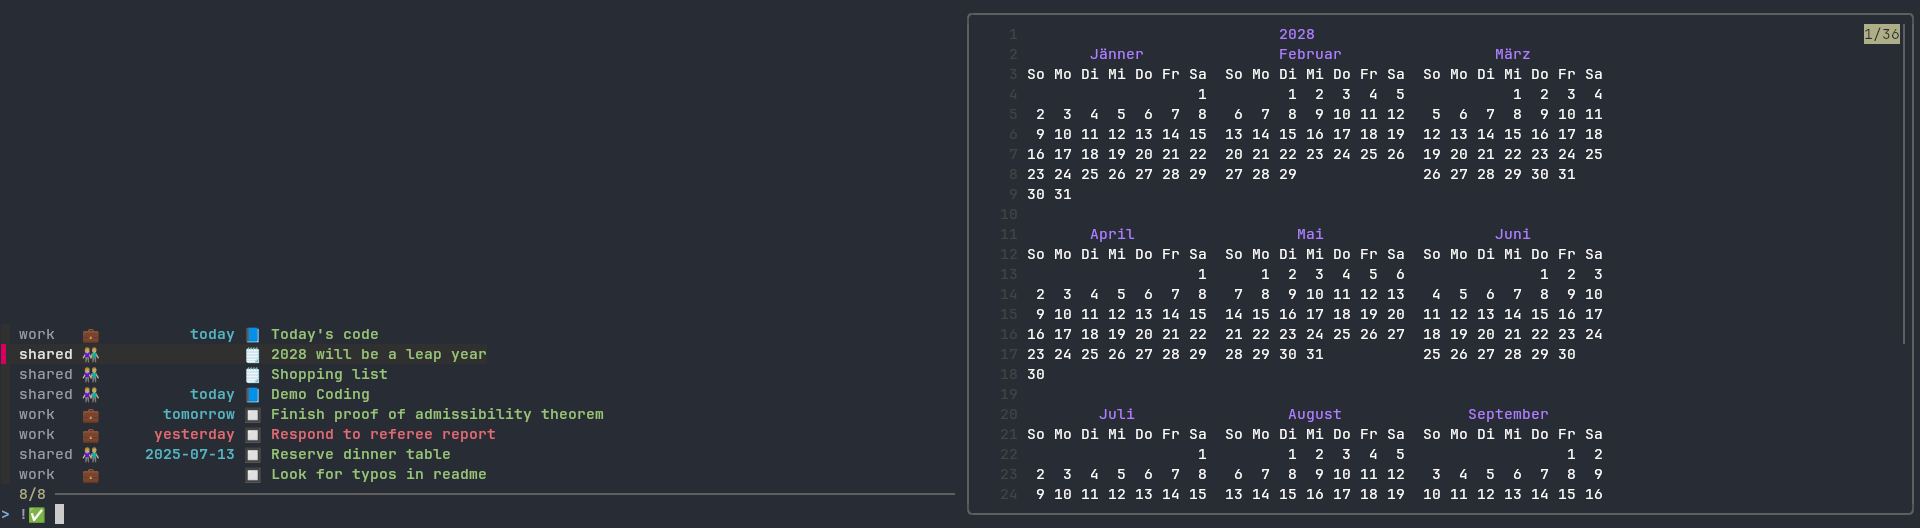 work 💼 today 📘 Today's code
shared 👫 🗒️ 2028 will be a leap year
shared 👫 🗒️ Shopping list
shared 👫 today 📘 Demo Coding
work 💼 tomorrow 🔲 Finish proof of admissibility theorem
work 💼 yesterday 🔲 Respond to referee report
shared 👫 2025-07-13 🔲 Reserve dinner table
work 💼 🔲 Look for typos in readme
8/8
> !✅
1 2028 1/36
2 Jänner Februar März
3 So Mo Di Mi Do Fr Sa So Mo Di Mi Do Fr Sa So Mo Di Mi Do Fr Sa
4 1 1 2 3 4 5 1 2 3 4
5 2 3 4 5 6 7 8 6 7 8 9 10 11 12 5 6 7 8 9 10 11
6 9 10 11 12 13 14 15 13 14 15 16 17 18 19 12 13 14 15 16 17 18
7 16 17 18 19 20 21 22 20 21 22 23 24 25 26 19 20 21 22 23 24 25
8 23 24 25 26 27 28 29 27 28 29 26 27 28 29 30 31
9 30 31
10
11 April Mai Juni
12 So Mo Di Mi Do Fr Sa So Mo Di Mi Do Fr Sa So Mo Di Mi Do Fr Sa
13 1 1 2 3 4 5 6 1 2 3
14 2 3 4 5 6 7 8 7 8 9 10 11 12 13 4 5 6 7 8 9 10
15 9 10 11 12 13 14 15 14 15 16 17 18 19 20 11 12 13 14 15 16 17
16 16 17 18 19 20 21 22 21 22 23 24 25 26 27 18 19 20 21 22 23 24
17 23 24 25 26 27 28 29 28 29 30 31 25 26 27 28 29 30
18 30
19
20 Juli August September
21 So Mo Di Mi Do Fr Sa So Mo Di Mi Do Fr Sa So Mo Di Mi Do Fr Sa
22 1 1 2 3 4 5 1 2
23 2 3 4 5 6 7 8 6 7 8 9 10 11 12 3 4 5 6 7 8 9
24 9 10 11 12 13 14 15 13 14 15 16 17 18 19 10 11 12 13 14 15 16